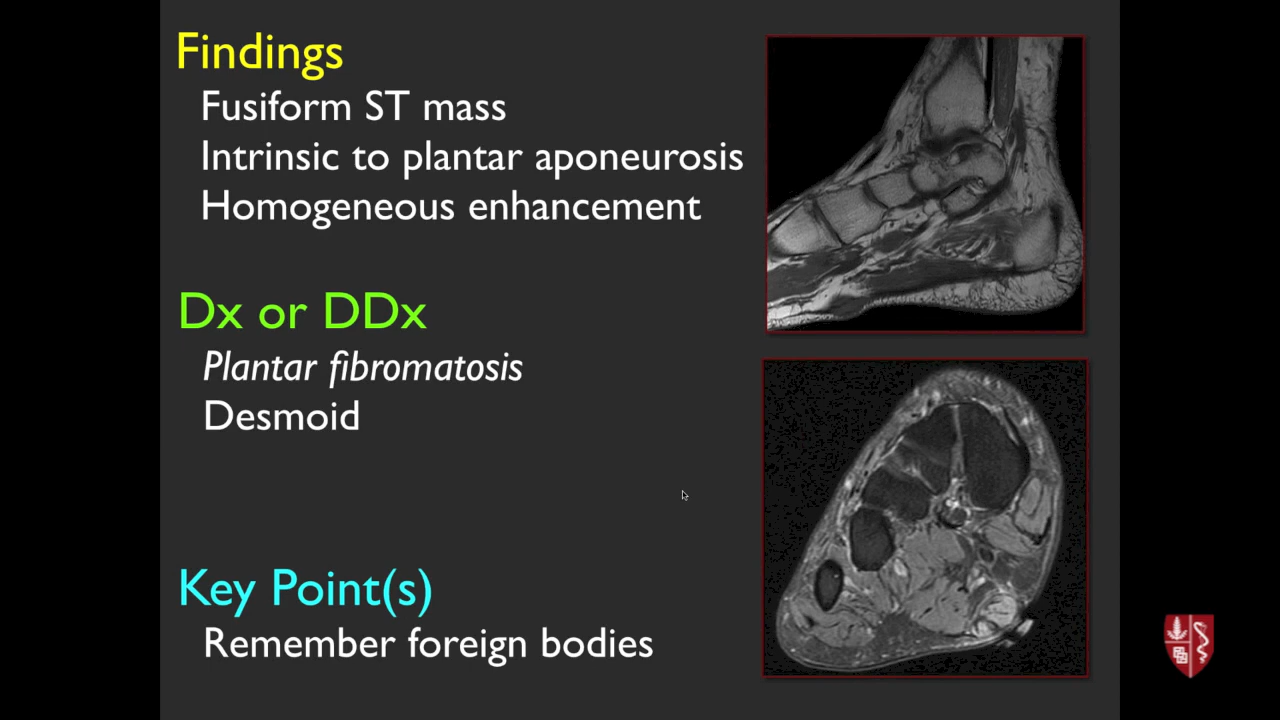 Findings
Fusiform ST mass
Intrinsic to plantar aponeurosis
Homogeneous enhancement
Dx or DDx
Plantar fibromatosis
Desmoid
Key Point(s)
Remember foreign bodies